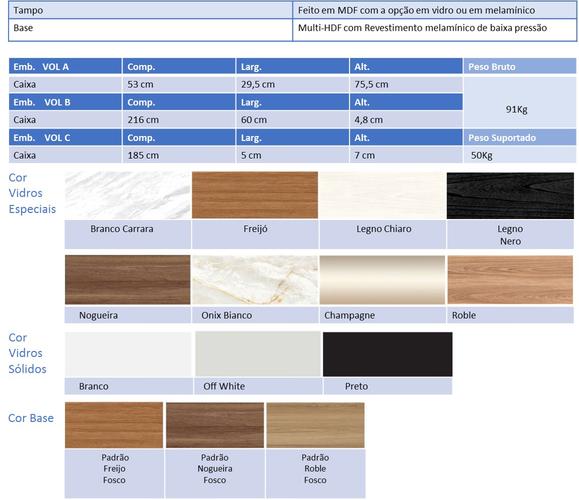 Tampo Feito em MDF com a opção em vidro ou em melamínico
Base Multi-HDF com Revestimento melamínico de baixa pressão
Emb. VOL A Comp. Larg. Alt. Peso Bruto
Caixa 53 cm 29,5 cm 75,5 cm
91Kg
Emb. VOL B Comp. Larg. Alt.
Caixa 216 cm 60 cm 4,8 cm
Emb. VOL C Comp. Larg. Alt. Peso Suportado
Caixa 185 cm 5 cm 7 cm 50Kg
Cor
Vidros
Especiais
Branco Carrara Freijó Legno Chiaro Legno
Nero
Nogueira Onix Bianco Champagne Roble
Cor
Vidros
Sólidos
Branco Off White Preto
Cor Base
Padrão Padrão Padrão
Freijo Nogueira Roble
Fosco Fosco Fosco